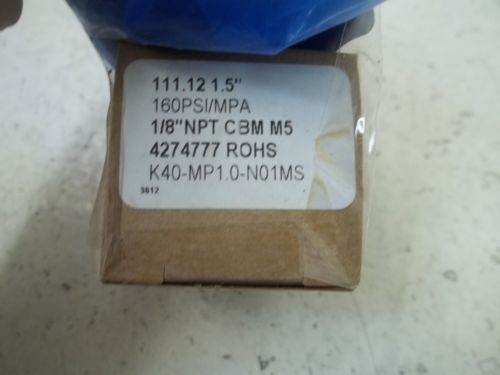 111.12 1.5"
160PSI/MPA
1/8"NPT CBM M5
4274777 ROHS
K40-MP1.0-N01MS
3612